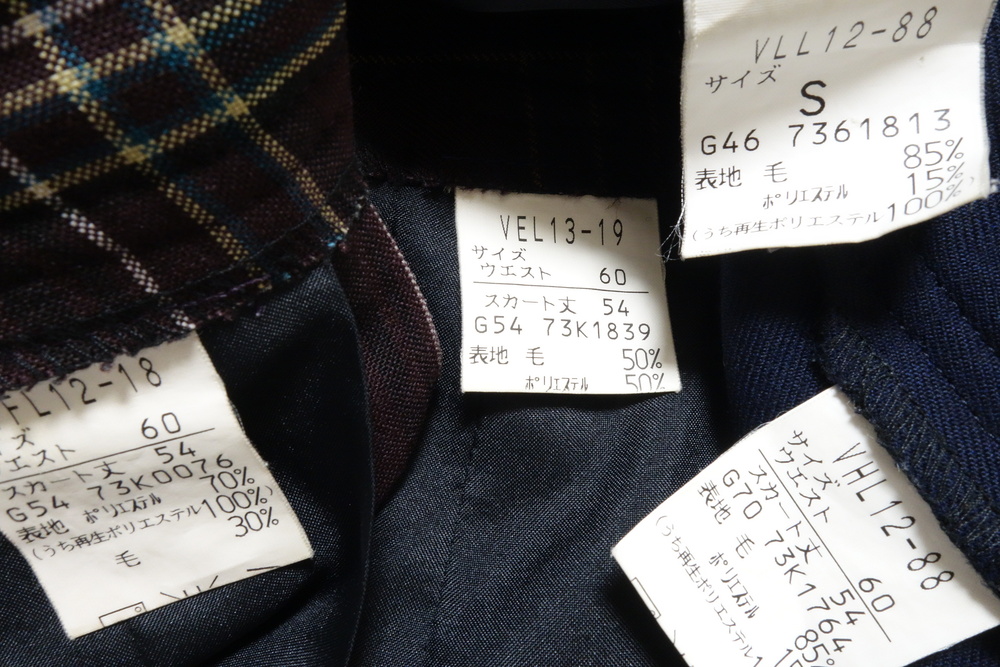 VLL12-88
サイズ
S
G46 7361813
表地 毛 85%
ポリエステル 15%
(うち再生ポリエステル100%)
VEL13-19
サイズ
ウエスト 60
スカート丈 54
G54 73K1839
表地 毛 50%
ポリエステル 50%
FL12-18
ズ
エスト 60
スカート丈 54
G54 73K0076
表地 ポリエステル 70%
(うち再生ポリエステル100%)
毛 30%
VHL12-88
サイズ
ウエスト 60
スカート丈 54
G70 73K1764
表地 毛 85%
ポリエステル
(うち再生ポリエステル